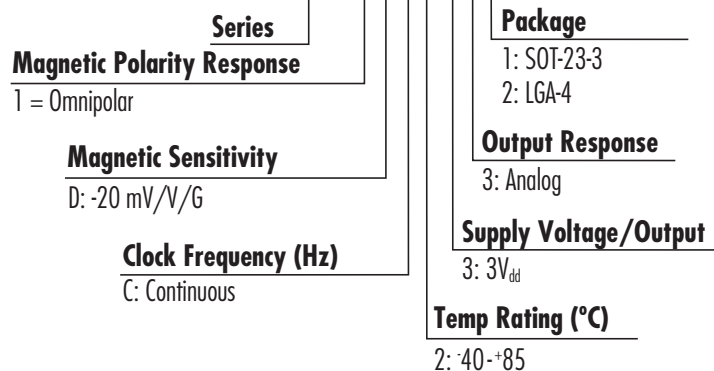 Series
Magnetic Polarity Response
1 = Omnipolar
Magnetic Sensitivity
D: -20 mV/V/G
Clock Frequency (Hz)
C: Continuous
Package
1: SOT-23-3
2: LGA-4
Output Response
3: Analog
Supply Voltage/Output
3: 3Vdd
Temp Rating (ºC)
2: -40-+85